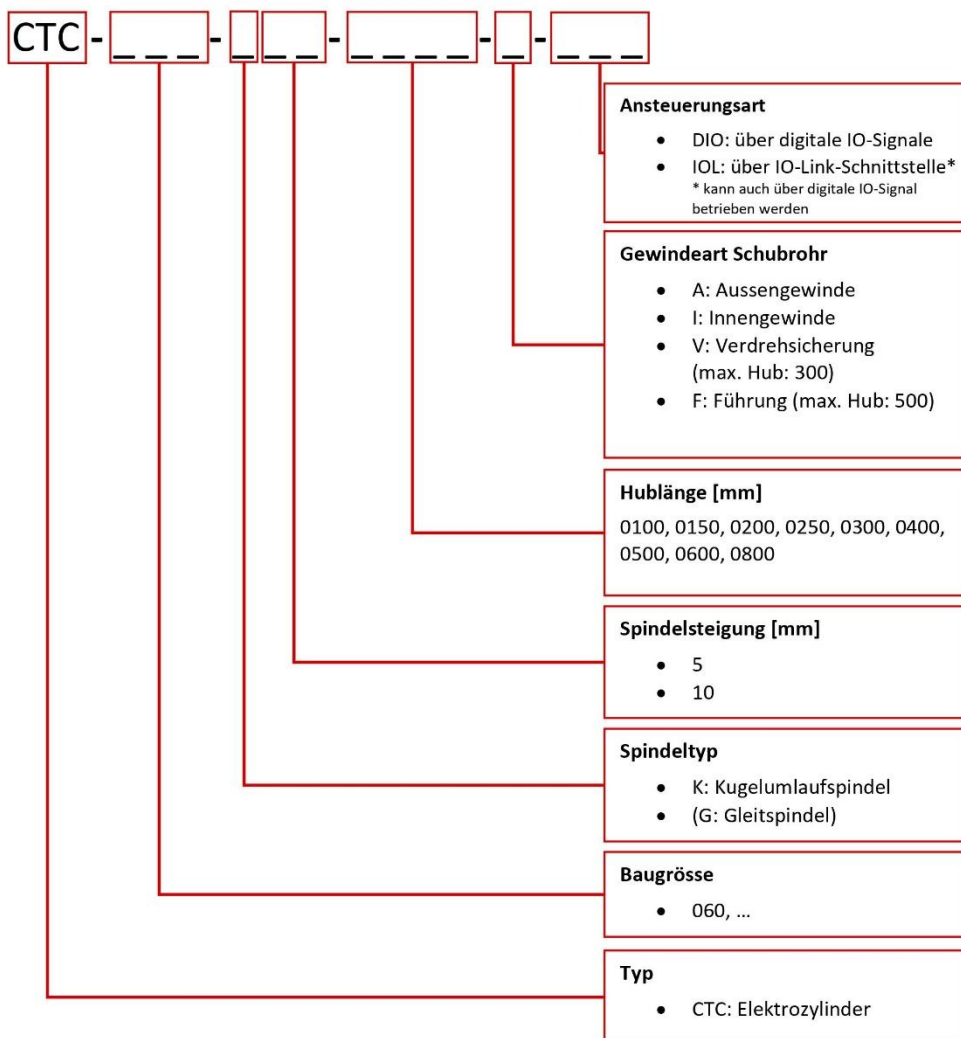 CTC - _ _ _ - _ _ _ - _ _ _ _ - _ - _ _ _
Ansteuerungsart
• DIO: über digitale IO-Signale
• IOL: über IO-Link-Schnittstelle*
* kann auch über digitale IO-Signal
betrieben werden
Gewindeart Schubrohr
• A: Aussengewinde
• I: Innengewinde
• V: Verdrehsicherung
(max. Hub: 300)
• F: Führung (max. Hub: 500)
Hublänge [mm]
0100, 0150, 0200, 0250, 0300, 0400,
0500, 0600, 0800
Spindelsteigung [mm]
• 5
• 10
Spindeltyp
• K: Kugelumlaufspindel
• (G: Gleitspindel)
Baugrösse
• 060, ...
Typ
• CTC: Elektrozylinder